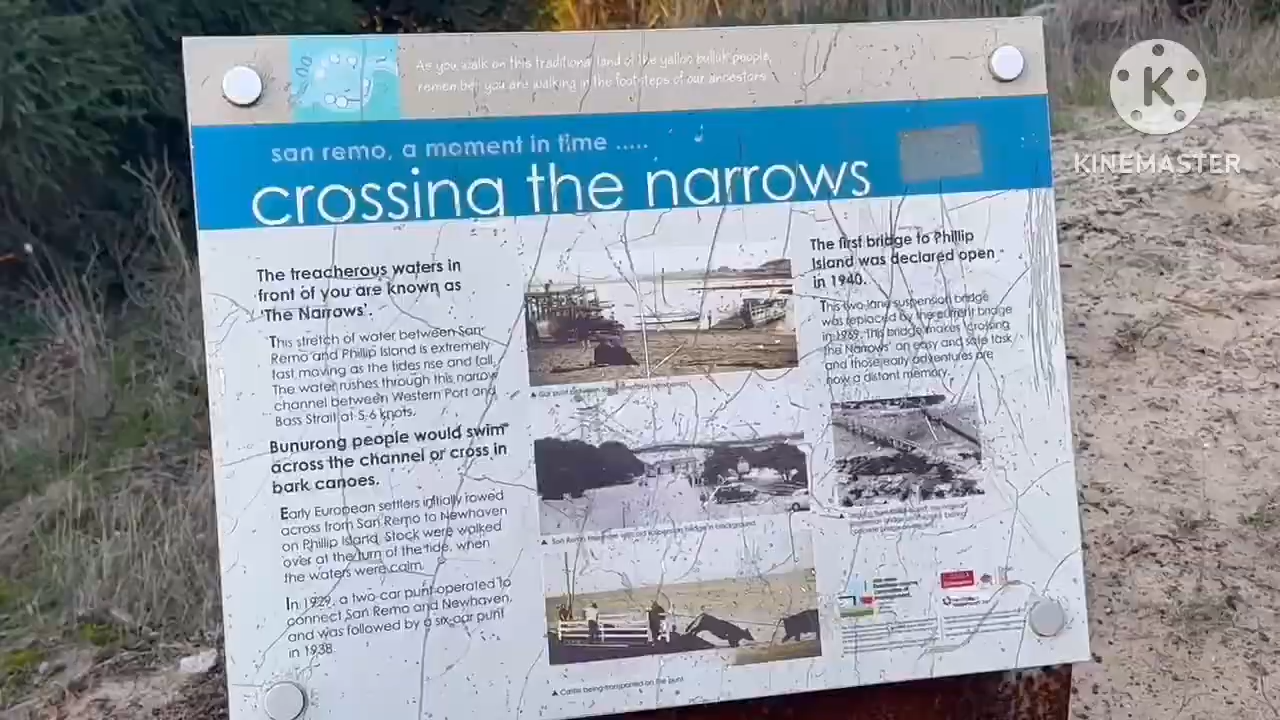 As you walk on this traditional land of the yallon bulluk people,
remember you are walking in the footsteps of our ancestors
san remo, a moment in time .....
crossing the narrows
The treacherous waters in
front of you are known as
'The Narrows'.
This stretch of water between San
Remo and Phillip Island is extremely
fast moving as the tides rise and fall.
The water rushes through this narrow
channel between Western Port and
Bass Strait at 5-6 knots.
Bunurong people would swim
across the channel or cross in
bark canoes.
Early European settlers initially rowed
across from San Remo to Newhaven
on Phillip Island. Stock were walked
over at the turn of the tide, when
the waters were calm.
In 1929, a two car punt operated to
connect San Remo and Newhaven,
and was followed by a six-car punt
in 1938.
▲ Car punt
▲ San Remo suspension bridge in background.
▲ Cattle being transported on the punt
The first bridge to Phillip
Island was declared open
in 1940.
This two-lane suspension bridge
was replaced by the current bridge
in 1969. This bridge makes 'crossing
the Narrows' an easy and safe task
and those early adventures are
now a distant memory.
K
KINEMASTER